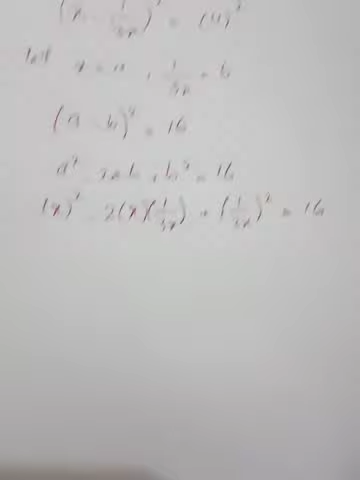 (x - 1/3x)² = (4)²
let x = a, 1/3x = b
(a - b)² = 16
a² - 2ab + b² = 16
(x)² - 2(x)(1/3x) + (1/3x)² = 16